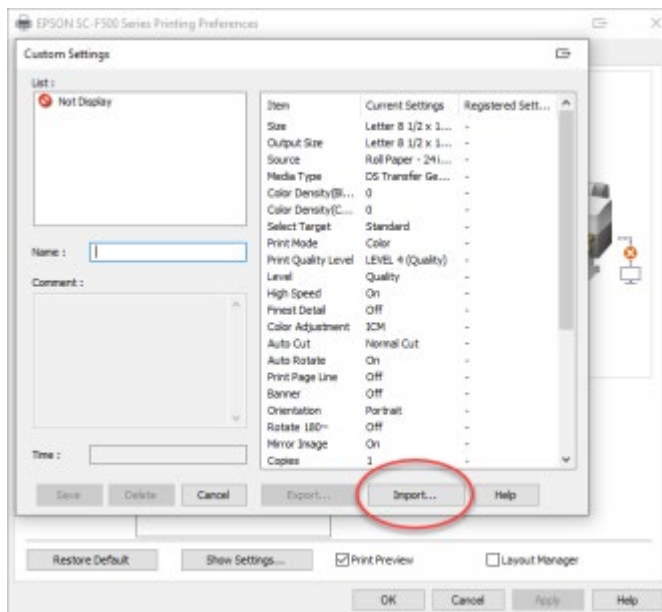 EPSON SC-F500 Series Printing Preferences
Custom Settings
List :
Not Display
Name :
Comment :
Time :
Item Current Settings Registered Sett...
Size Letter 8 1/2 x 1... -
Output Size Letter 8 1/2 x 1... -
Source Roll Paper - 24 i... -
Media Type DS Transfer Ge... -
Color Density(Bl... 0 -
Color Density(C... 0 -
Select Target Standard -
Print Mode Color -
Print Quality Level LEVEL 4 (Quality) -
Level Quality -
High Speed On -
Finest Detail Off -
Color Adjustment ICM -
Auto Cut Normal Cut -
Auto Rotate On -
Print Page Line Off -
Banner Off -
Orientation Portrait -
Rotate 180° Off -
Mirror Image On -
Copies 1 -
Save Delete Cancel Export... Import... Help
Restore Default Show Settings... Print Preview Layout Manager
OK Cancel Apply Help